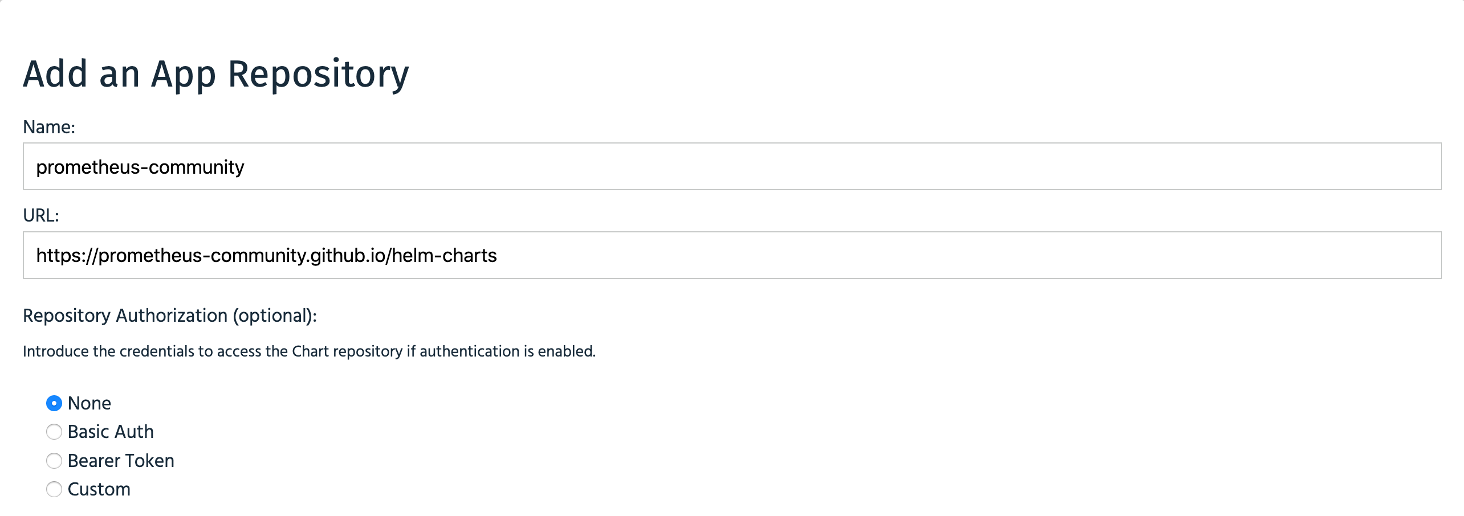 Add an App Repository
Name:
prometheus-community
URL:
https://prometheus-community.github.io/helm-charts
Repository Authorization (optional):
Introduce the credentials to access the Chart repository if authentication is enabled.
None
Basic Auth
Bearer Token
Custom